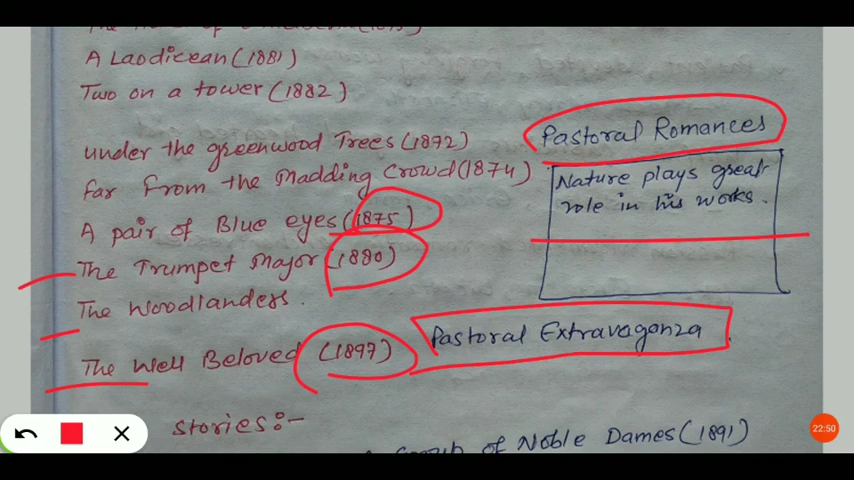 A Laodicean (1881)
Two on a tower (1882)
under the greenwood Trees (1872)
Pastoral Romances
far from the Madding Crowd (1874)
Nature plays great
role in his works.
A pair of Blue eyes (1875)
The Trumpet Major (1880)
The Woodlanders.
The Well Beloved (1897)
Pastoral Extravaganza
Stories:-
of Noble Dames (1891)
22:50